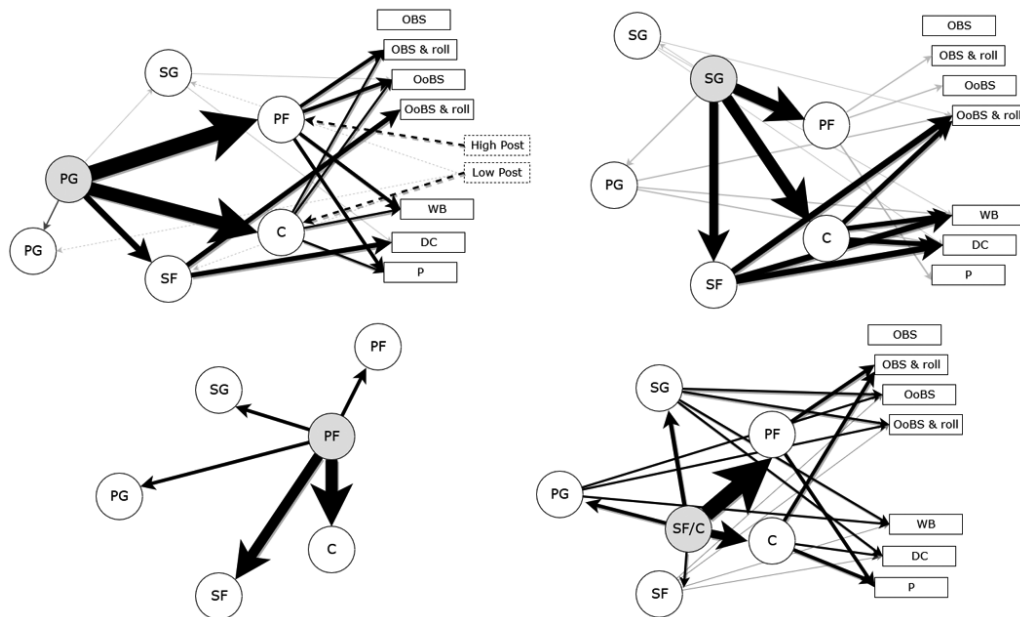 OBS
OBS & roll
SG
OoBS
OoBS & roll
PF
High Post
Low Post
PG
WB
C
PG
DC
SF
P
OBS
SG
OBS & roll
SG
OoBS
OoBS & roll
PF
PG
WB
C
DC
P
SF
PF
SG
PF
PG
C
SF
OBS
OBS & roll
SG
OoBS
OoBS & roll
PF
PG
WB
SF/C
C
DC
P
SF